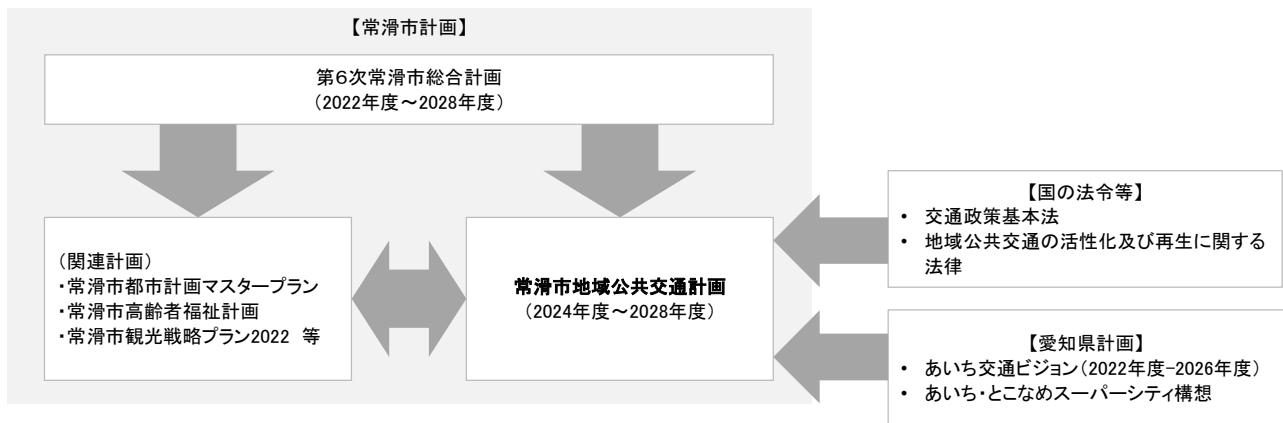 【常滑市計画】
第6次常滑市総合計画
（2022年度～2028年度）
（関連計画）
・常滑市都市計画マスタープラン
・常滑市高齢者福祉計画
・常滑市観光戦略プラン2022 等
常滑市地域公共交通計画
（2024年度～2028年度）
【国の法令等】
• 交通政策基本法
• 地域公共交通の活性化及び再生に関する
法律
【愛知県計画】
• あいち交通ビジョン（2022年度-2026年度）
• あいち・とこなめスーパーシティ構想